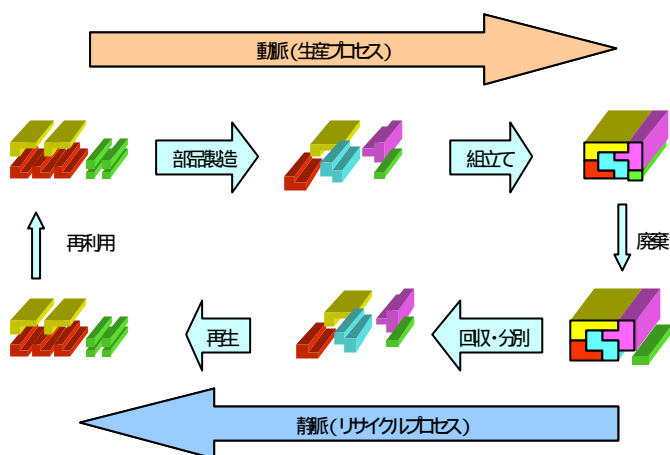 動脈(生産プロセス)
部品製造
組立て
再利用
廃棄
再生
回収・分別
静脈(リサイクルプロセス)